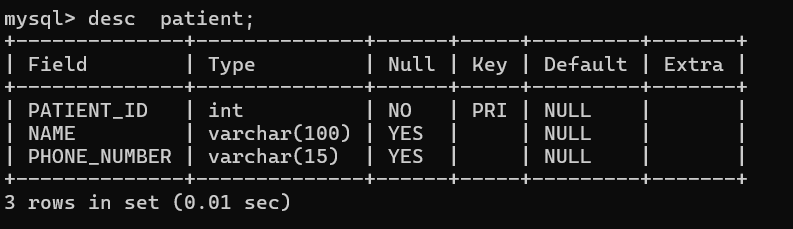 mysql> desc  patient;
+--------------+--------------+------+-----+---------+-------+
| Field        | Type         | Null | Key | Default | Extra |
+--------------+--------------+------+-----+---------+-------+
| PATIENT_ID   | int          | NO   | PRI | NULL    |       |
| NAME         | varchar(100) | YES  |     | NULL    |       |
| PHONE_NUMBER | varchar(15)  | YES  |     | NULL    |       |
+--------------+--------------+------+-----+---------+-------+
3 rows in set (0.01 sec)